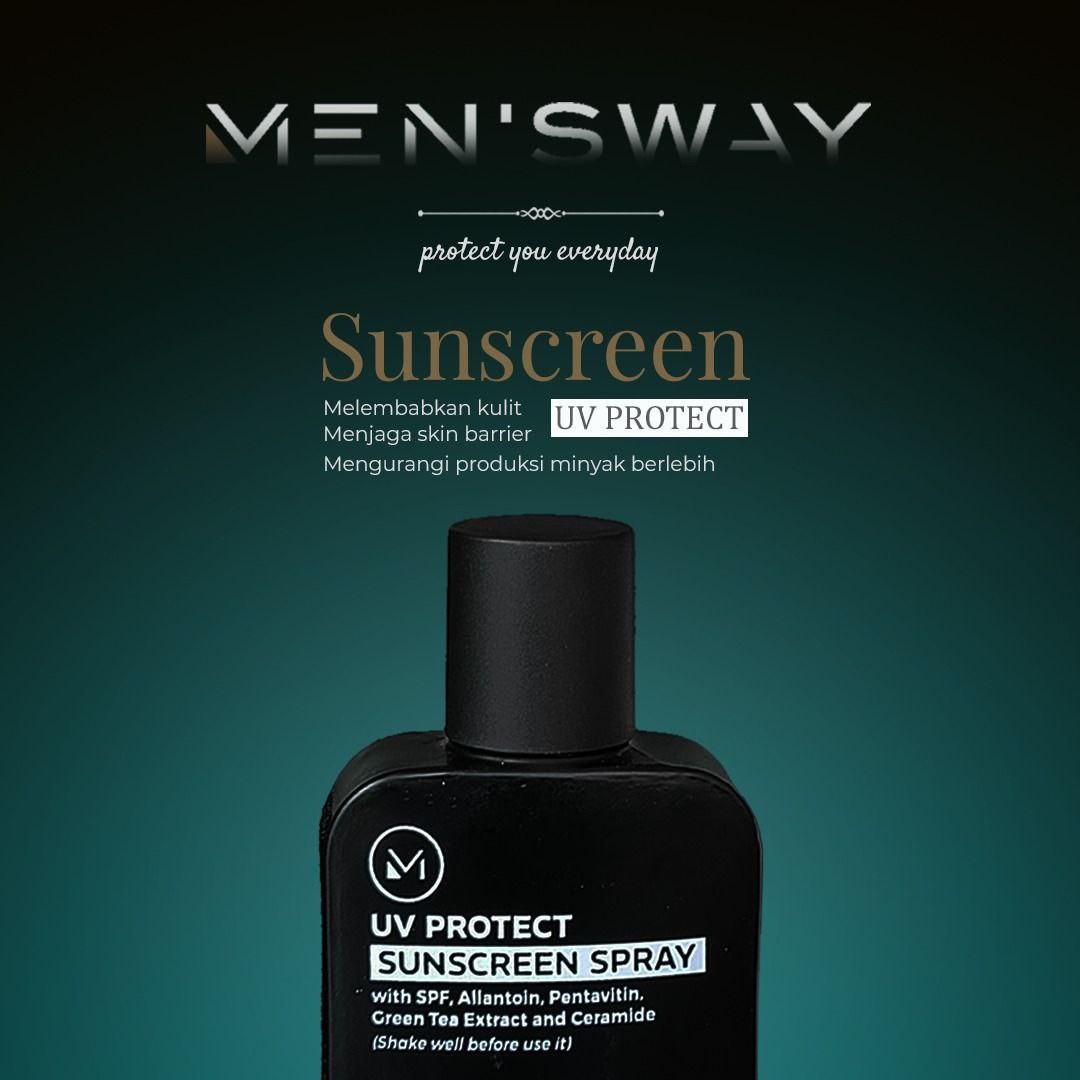 MEN'SWAY
protect you everyday
Sunscreen
Melembabkan kulit
Menjaga skin barrier
UV PROTECT
Mengurangi produksi minyak berlebih
M
UV PROTECT
SUNSCREEN SPRAY
with SPF, Allantoin, Pentavitin,
Green Tea Extract and Ceramide
(Shake well before use it)